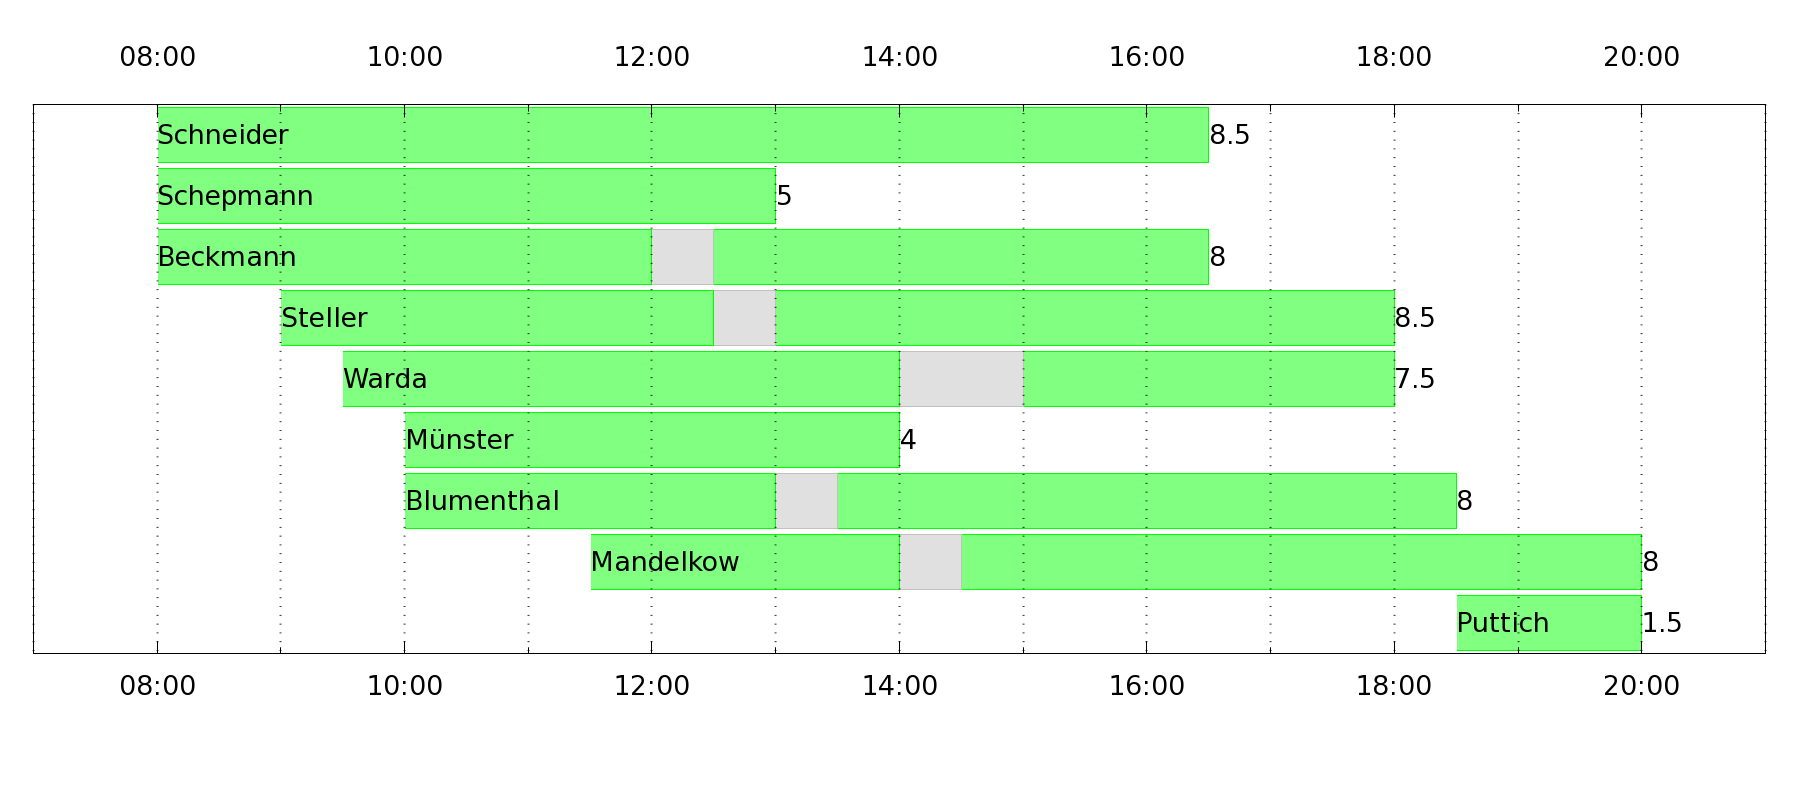 08:00 10:00 12:00 14:00 16:00 18:00 20:00
Schneider 8.5
Schepmann 5
Beckmann 8
Steller 8.5
Warda 7.5
Münster 4
Blumenthal 8
Mandelkow 8
Puttich 1.5
08:00 10:00 12:00 14:00 16:00 18:00 20:00